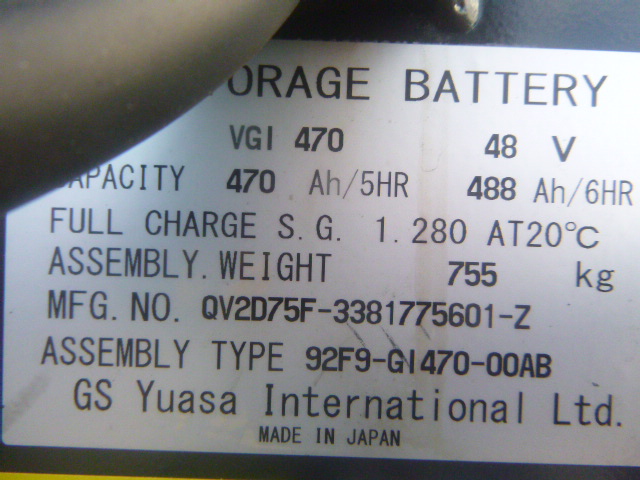 ORAGE BATTERY
VGI 470 48 V
CAPACITY 470 Ah/5HR 488 Ah/6HR
FULL CHARGE S.G. 1.280 AT20℃
ASSEMBLY.WEIGHT 755 kg
MFG.NO. QV2D75F-3381775601-Z
ASSEMBLY TYPE 92F9-GI470-00AB
GS Yuasa International Ltd.
MADE IN JAPAN